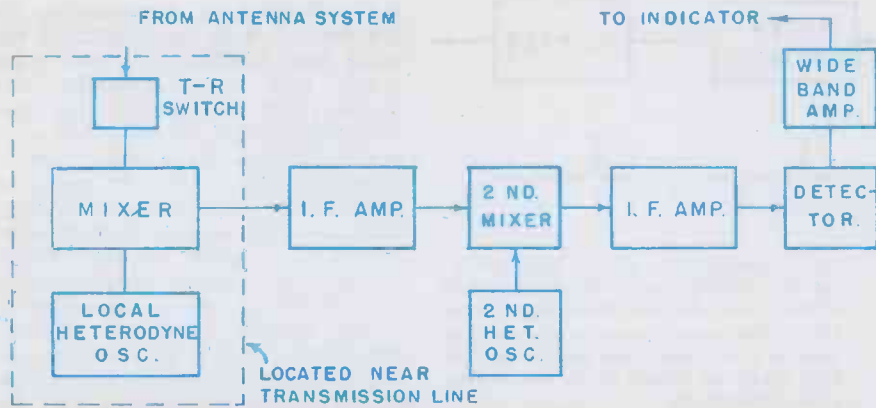 FROM ANTENNA SYSTEM
TO INDICATOR
T-R
SWITCH
WIDE
BAND
AMP.
MIXER
I. F. AMP.
2 ND.
MIXER
I. F. AMP.
DETEC-
TOR.
LOCAL
HETERODYNE
OSC.
2 ND.
HET.
OSC.
LOCATED NEAR
TRANSMISSION LINE